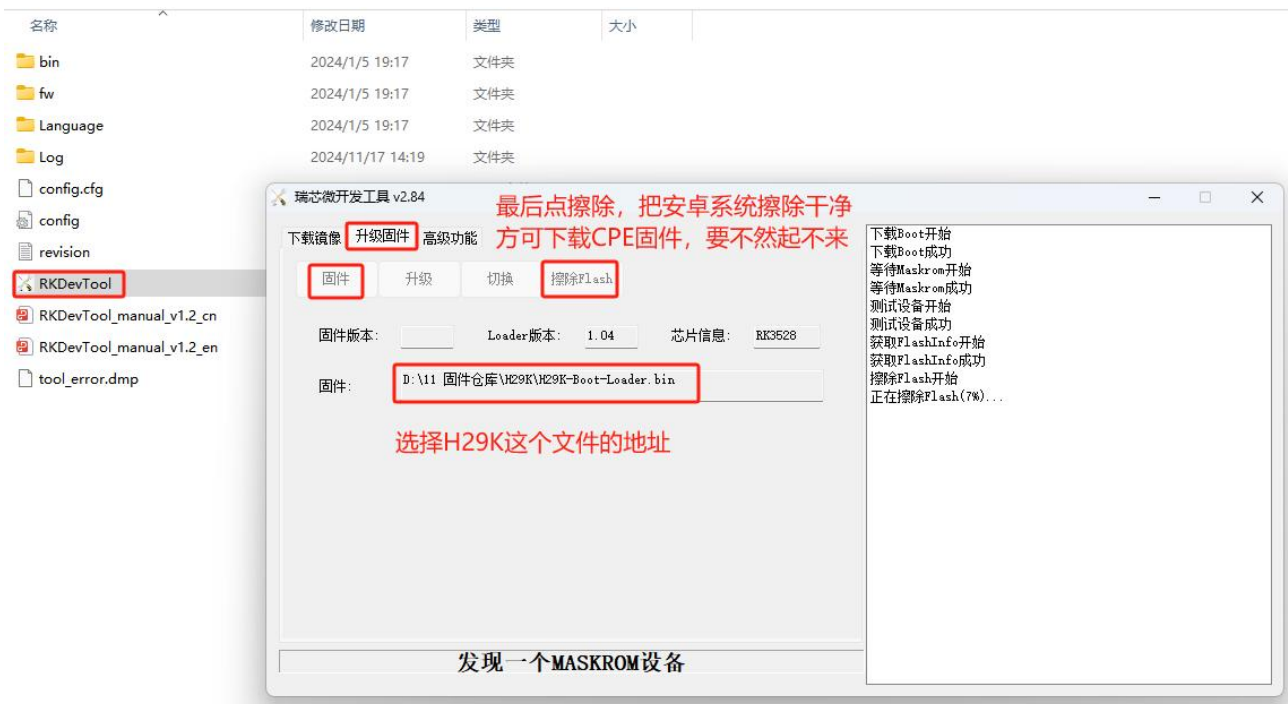 名称 修改日期 类型 大小
bin 2024/1/5 19:17 文件夹
fw 2024/1/5 19:17 文件夹
Language 2024/1/5 19:17 文件夹
Log 2024/11/17 14:19 文件夹
config.cfg
config
revision
RKDevTool
RKDevTool_manual_v1.2_cn
RKDevTool_manual_v1.2_en
tool_error.dmp
瑞芯微开发工具 v2.84
最后点擦除，把安卓系统擦除干净
方可下载CPE固件，要不然起不来
下载镜像 升级固件 高级功能
固件 升级 切换 擦除Flash
固件版本: Loader版本: 1.04 芯片信息: RK3528
固件: D:\11 固件仓库\H29K\H29K-Boot-Loader.bin
选择H29K这个文件的地址
发现一个MASKROM设备
下载Boot开始
下载Boot成功
等待Maskrom开始
等待Maskrom成功
测试设备开始
测试设备成功
获取FlashInfo开始
获取FlashInfo成功
擦除Flash开始
正在擦除Flash(7%)...